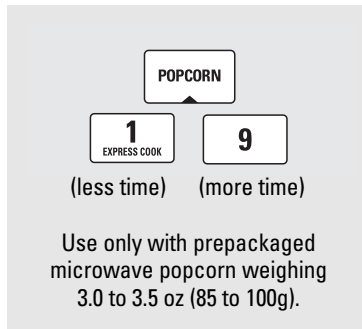 POPCORN
1 9
EXPRESS COOK
(less time) (more time)
Use only with prepackaged
microwave popcorn weighing
3.0 to 3.5 oz (85 to 100g).